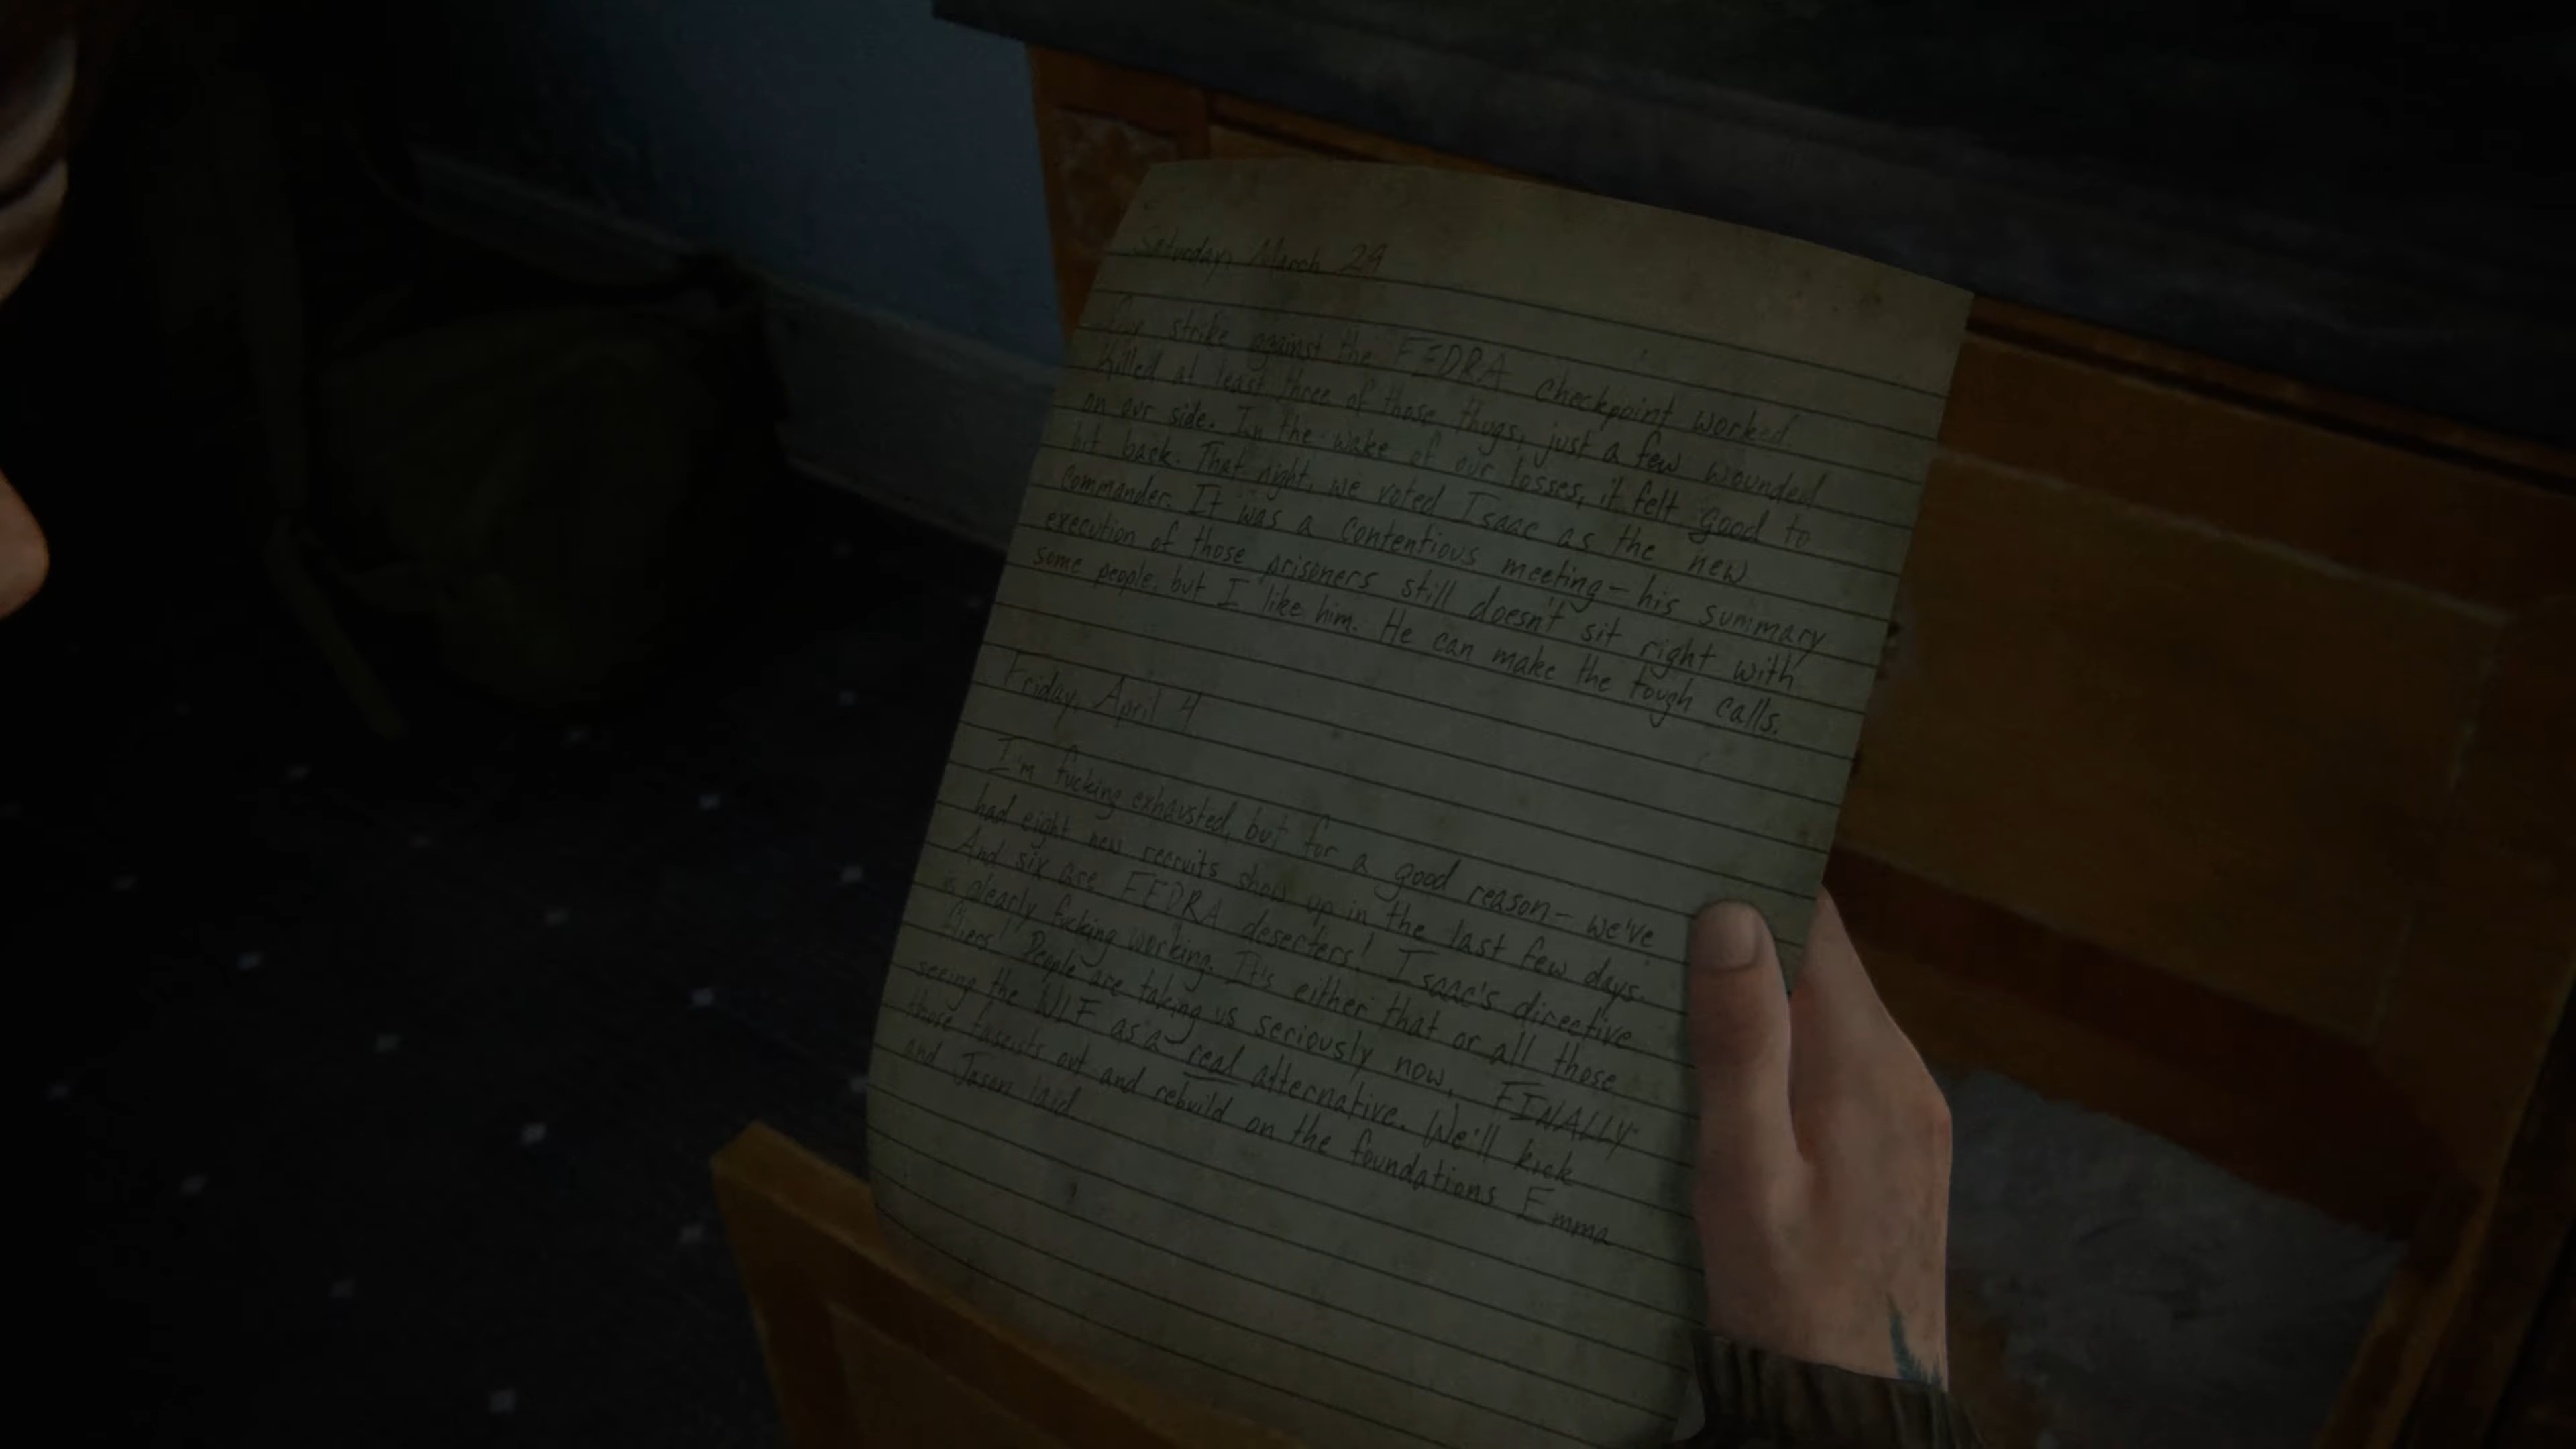 Saturday, March 29
Our strike against the FEDRA checkpoint worked.
Killed at least three of those thugs, just a few wounded
on our side. In the wake of our losses, it felt good to
hit back. That night, we voted Isaac as the new
commander. It was a contentious meeting — his summary
execution of those prisoners still doesn't sit right with
some people, but I like him. He can make the tough calls.
Friday, April 4
I'm fucking exhausted, but for a good reason — we've
had eight new recruits show up in the last few days.
And six are FEDRA deserters! Isaac's directive
is clearly fucking working. It's either that or all those
fliers! People are taking us seriously now, FINALLY
seeing the WLF as a real alternative. We'll kick
those fascists out and rebuild on the foundations Emma
and Jason laid